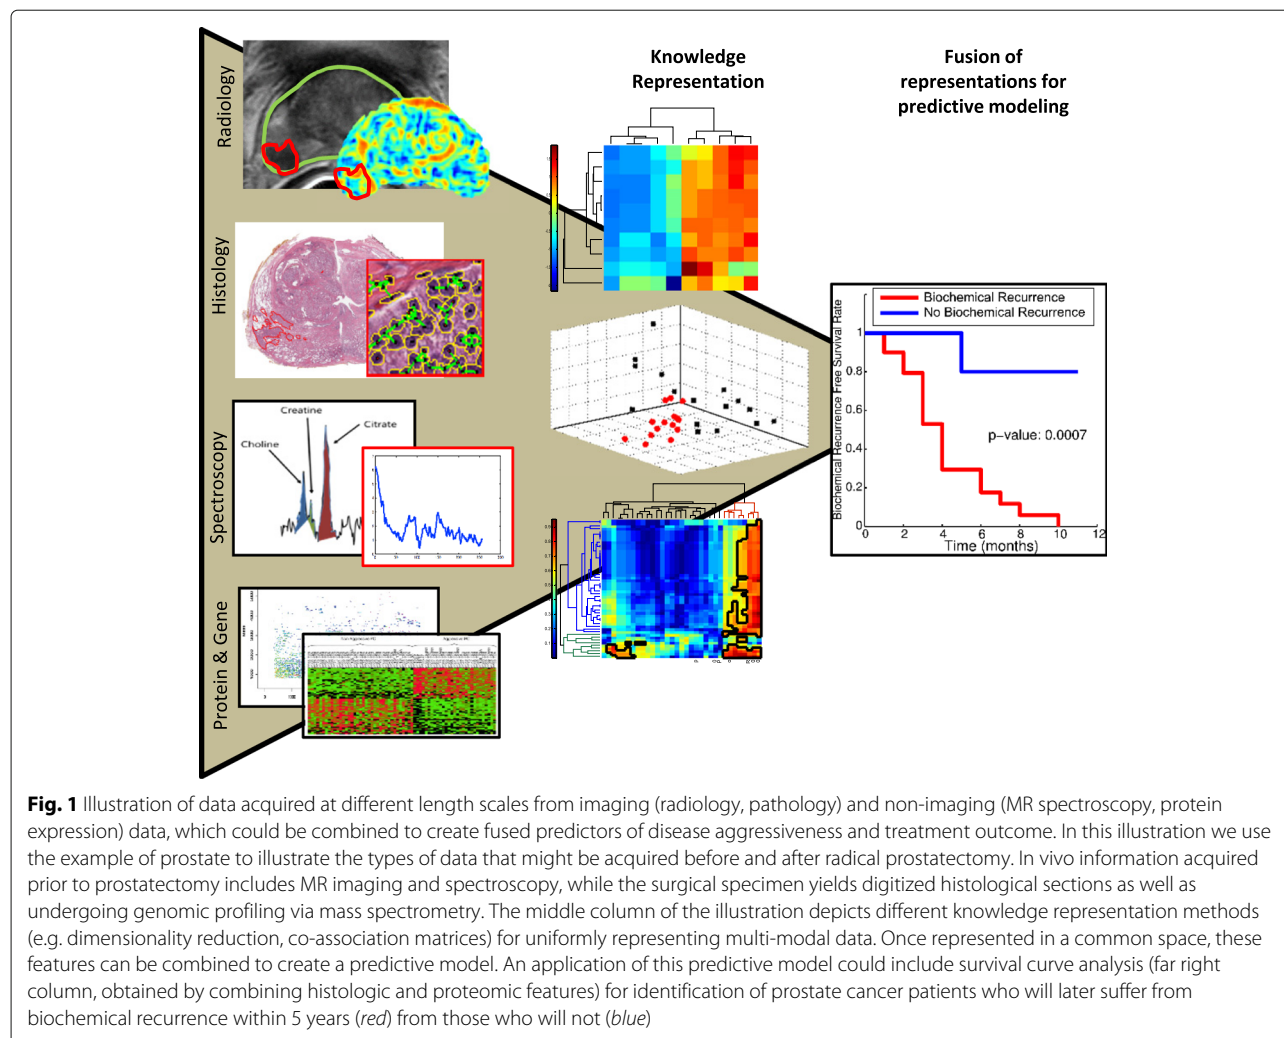 Radiology
Histology
Spectroscopy
Protein & Gene
Creatine
Citrate
Choline
Knowledge
Representation
Fusion of
representations for
predictive modeling
Biochemical Recurrence
No Biochemical Recurrence
Biochemical Recurrence Free Survival Rate
1
0.8
0.6
0.4
0.2
0
p-value: 0.0007
0 2 4 6 8 10 12
Time (months)
Fig. 1 Illustration of data acquired at different length scales from imaging (radiology, pathology) and non-imaging (MR spectroscopy, protein
expression) data, which could be combined to create fused predictors of disease aggressiveness and treatment outcome. In this illustration we use
the example of prostate to illustrate the types of data that might be acquired before and after radical prostatectomy. In vivo information acquired
prior to prostatectomy includes MR imaging and spectroscopy, while the surgical specimen yields digitized histological sections as well as
undergoing genomic profiling via mass spectrometry. The middle column of the illustration depicts different knowledge representation methods
(e.g. dimensionality reduction, co-association matrices) for uniformly representing multi-modal data. Once represented in a common space, these
features can be combined to create a predictive model. An application of this predictive model could include survival curve analysis (far right
column, obtained by combining histologic and proteomic features) for identification of prostate cancer patients who will later suffer from
biochemical recurrence within 5 years (red) from those who will not (blue)